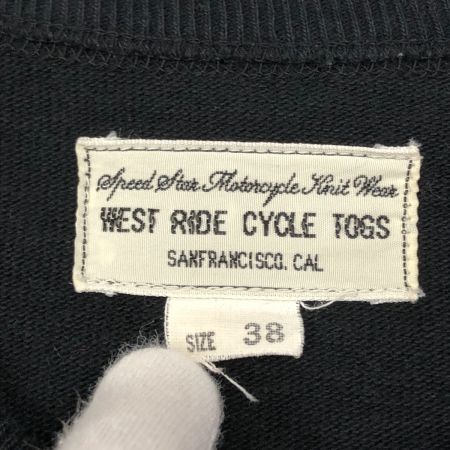 Speed Star Motorcycle Knit Wear
WEST RIDE CYCLE TOGS
SANFRANCISCO. CAL
SIZE 38